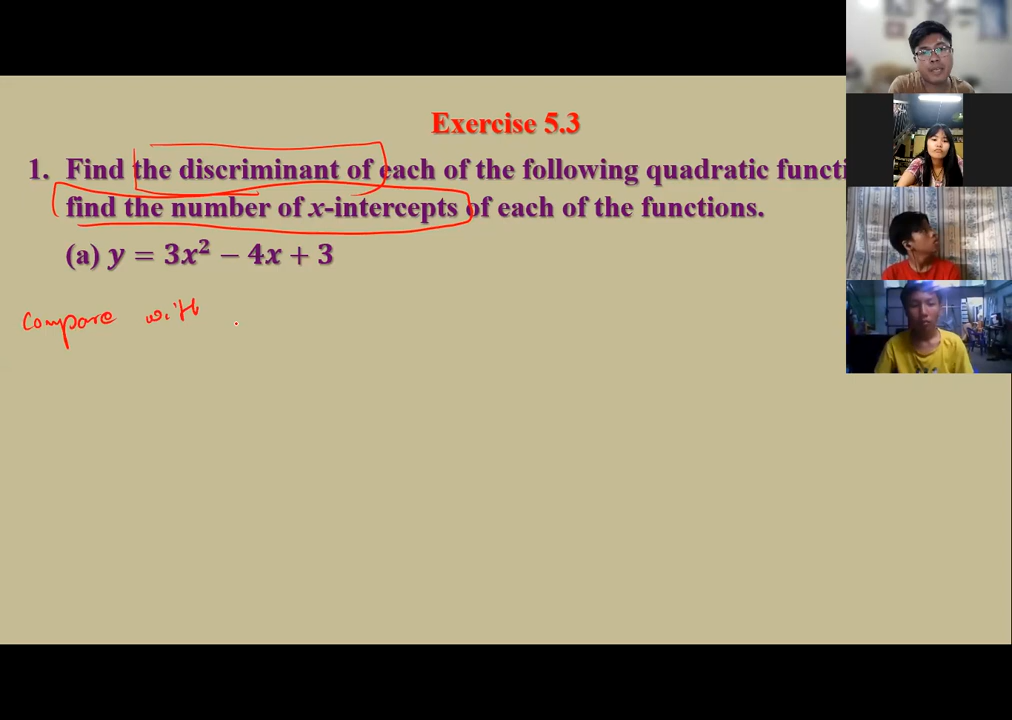 Exercise 5.3
1. Find the discriminant of each of the following quadratic functi
find the number of x-intercepts of each of the functions.
(a) y = 3x² − 4x + 3
compare with